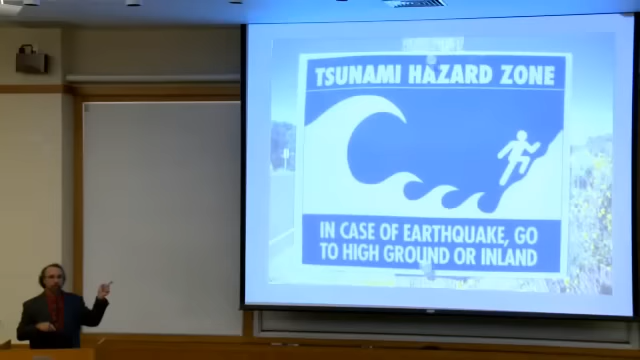 TSUNAMI HAZARD ZONE
IN CASE OF EARTHQUAKE, GO
TO HIGH GROUND OR INLAND